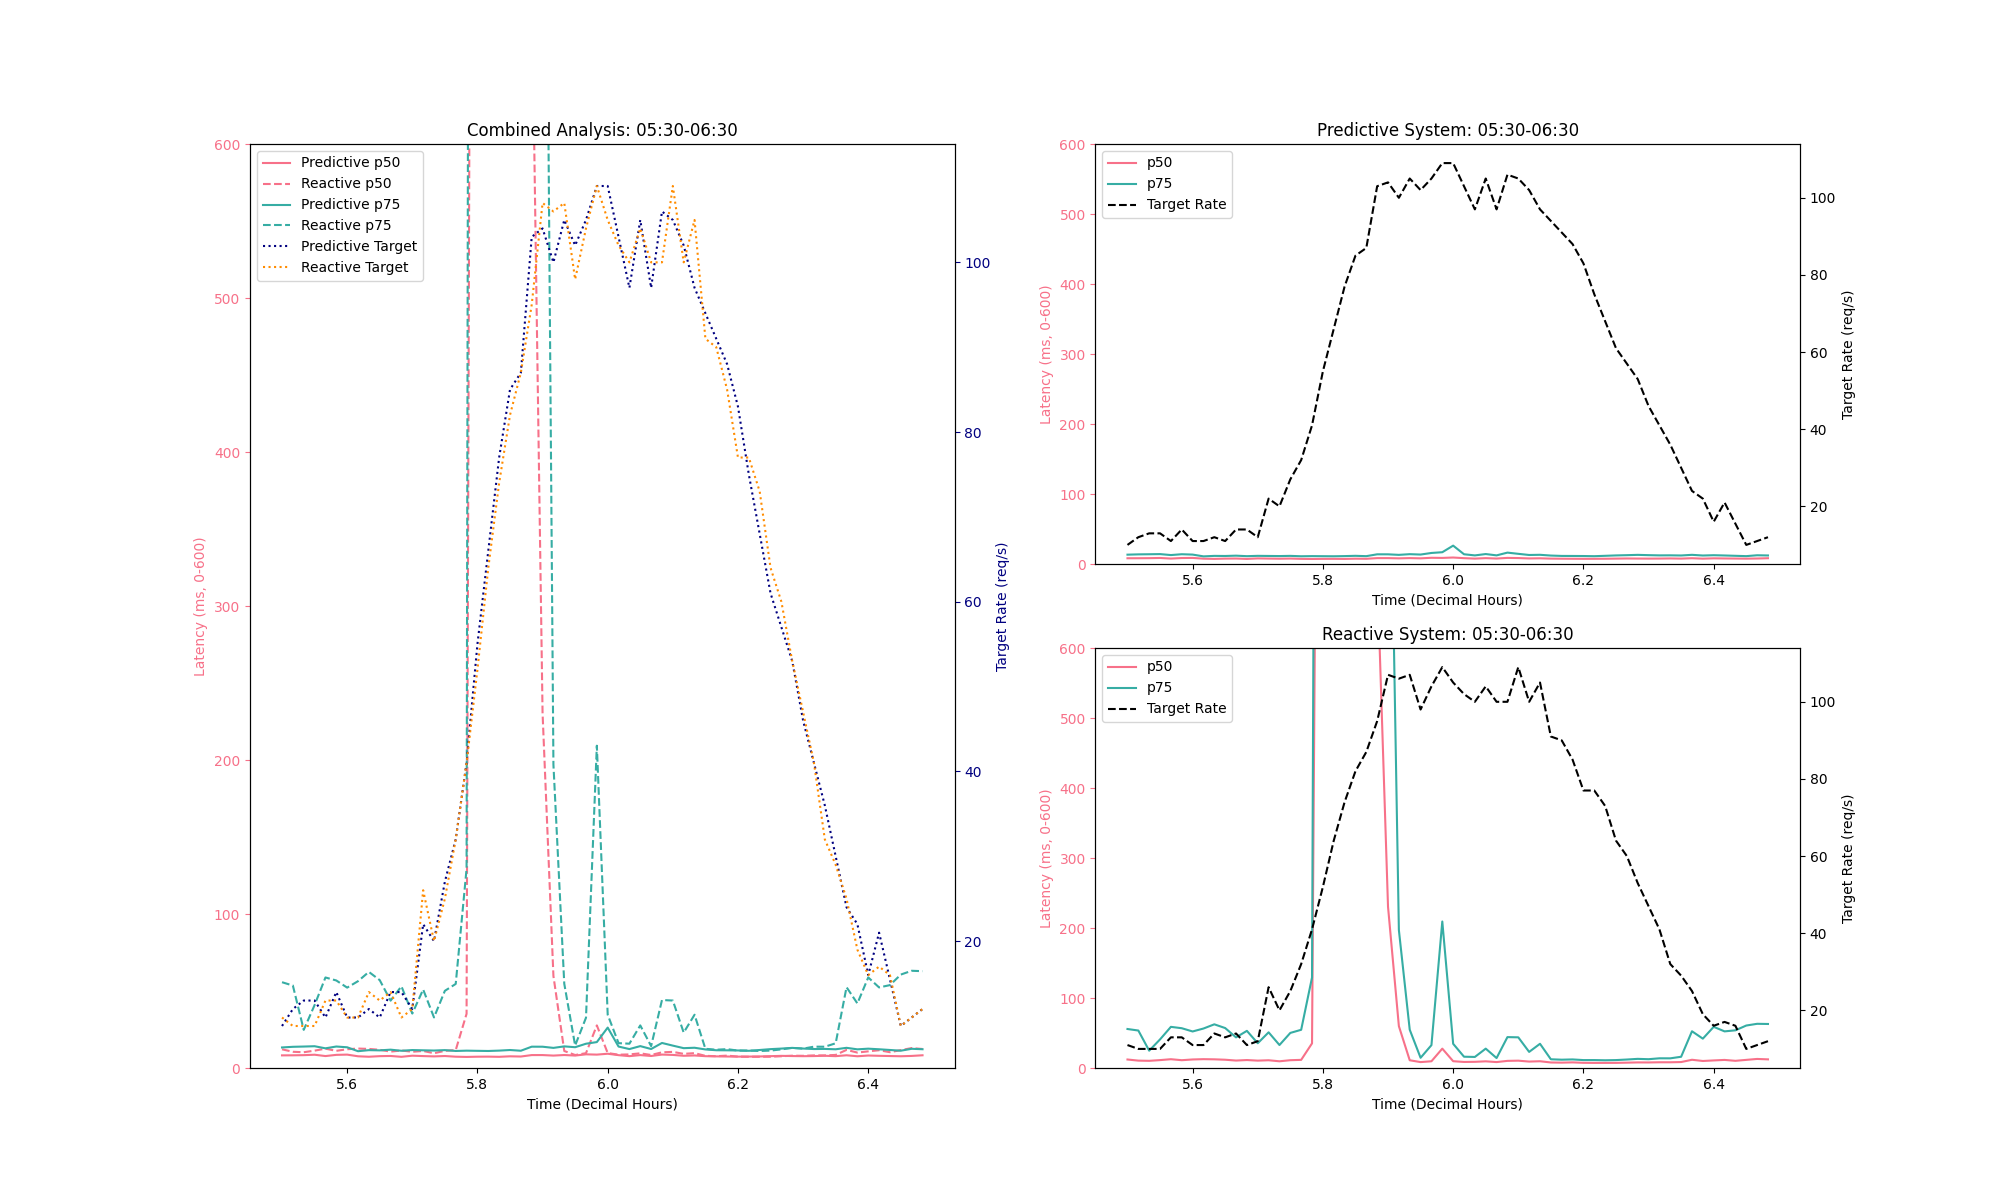 Combined Analysis: 05:30-06:30
Predictive p50
Reactive p50
Predictive p75
Reactive p75
Predictive Target
Reactive Target
Latency (ms, 0-600)
600
500
400
300
200
100
0
100
80
60
40
20
Target Rate (req/s)
5.6 5.8 6.0 6.2 6.4
Time (Decimal Hours)
Predictive System: 05:30-06:30
p50
p75
Target Rate
Latency (ms, 0-600)
600
500
400
300
200
100
0
100
80
60
40
20
Target Rate (req/s)
5.6 5.8 6.0 6.2 6.4
Time (Decimal Hours)
Reactive System: 05:30-06:30
p50
p75
Target Rate
Latency (ms, 0-600)
600
500
400
300
200
100
0
100
80
60
40
20
Target Rate (req/s)
5.6 5.8 6.0 6.2 6.4
Time (Decimal Hours)